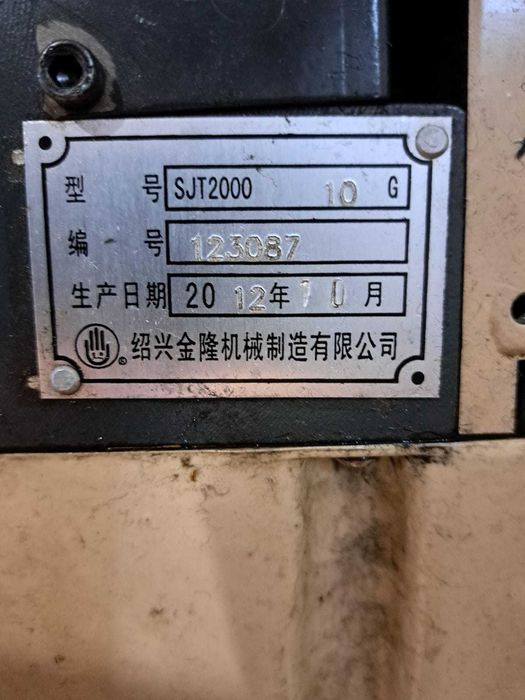 型 号 SJT2000 10 G
编 号 123087
生产日期 2012年10月
®绍兴金隆机械制造有限公司